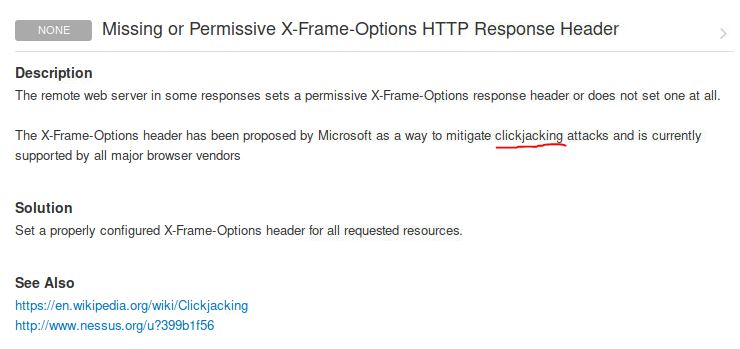 NONE Missing or Permissive X-Frame-Options HTTP Response Header
Description
The remote web server in some responses sets a permissive X-Frame-Options response header or does not set one at all.
The X-Frame-Options header has been proposed by Microsoft as a way to mitigate clickjacking attacks and is currently
supported by all major browser vendors
Solution
Set a properly configured X-Frame-Options header for all requested resources.
See Also
https://en.wikipedia.org/wiki/Clickjacking
http://www.nessus.org/u?399b1f56